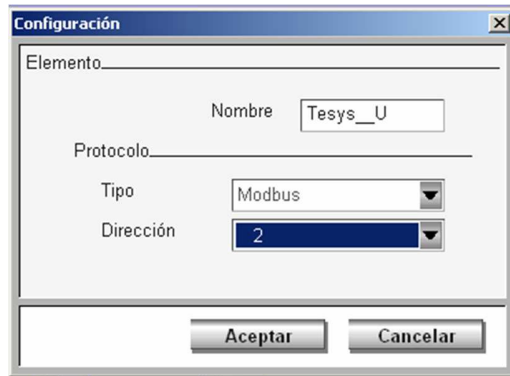 Configuración
Elemento
Nombre Tesys__U
Protocolo
Tipo Modbus
Dirección 2
Aceptar Cancelar